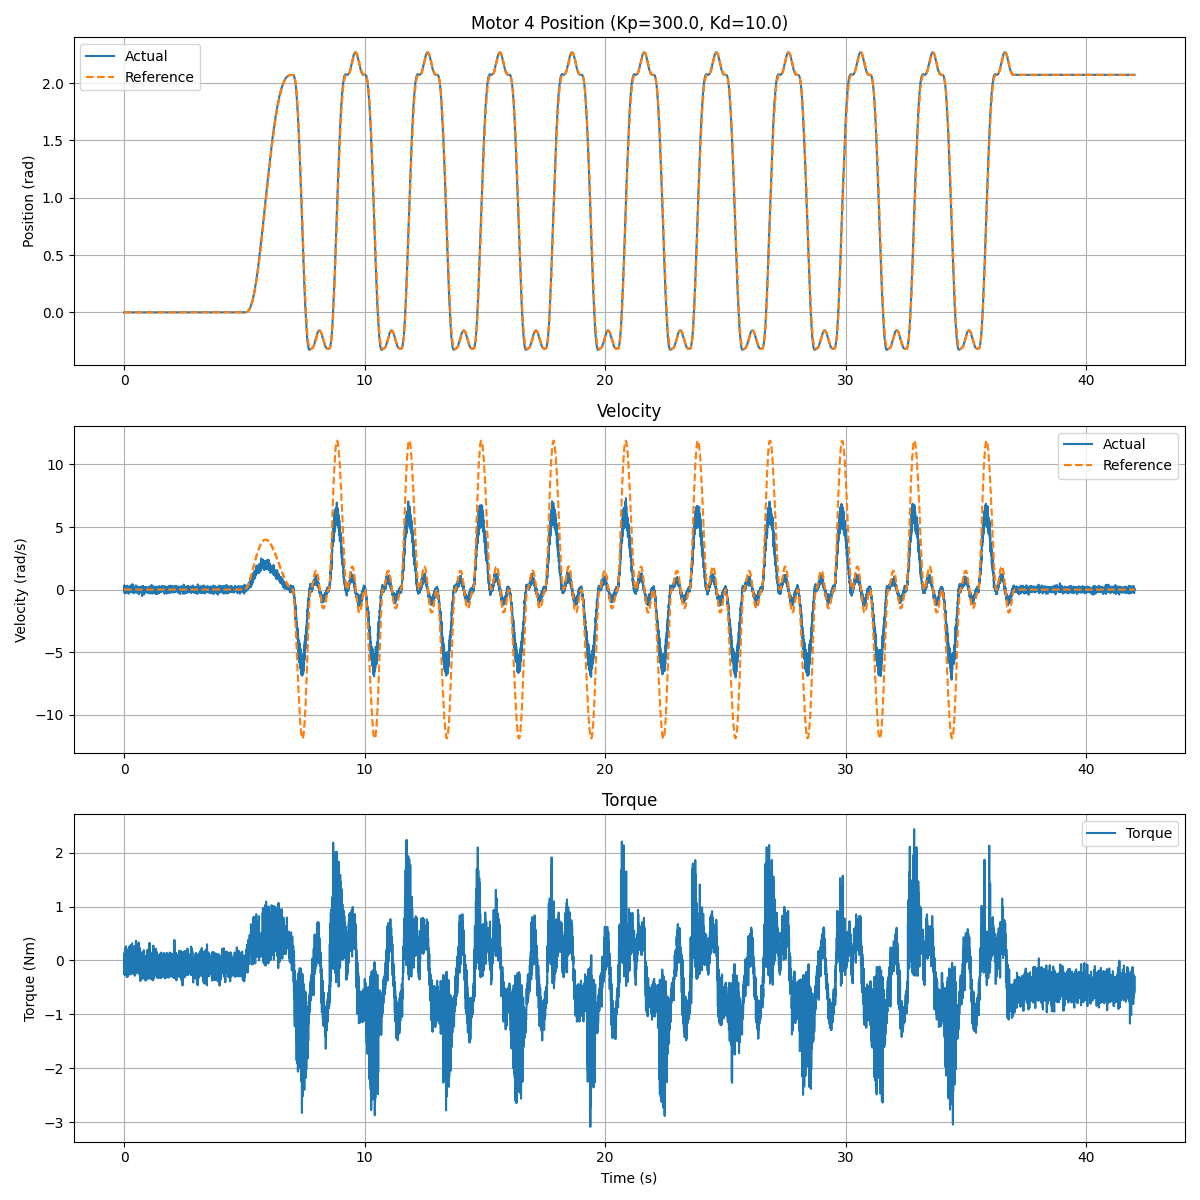 Motor 4 Position (Kp=300.0, Kd=10.0)
Actual
Reference
Position (rad)
2.0
1.5
1.0
0.5
0.0
0 10 20 30 40
Velocity
Actual
Reference
Velocity (rad/s)
10
5
0
−5
−10
0 10 20 30 40
Torque
Torque
Torque (Nm)
2
1
0
−1
−2
−3
0 10 20 30 40
Time (s)